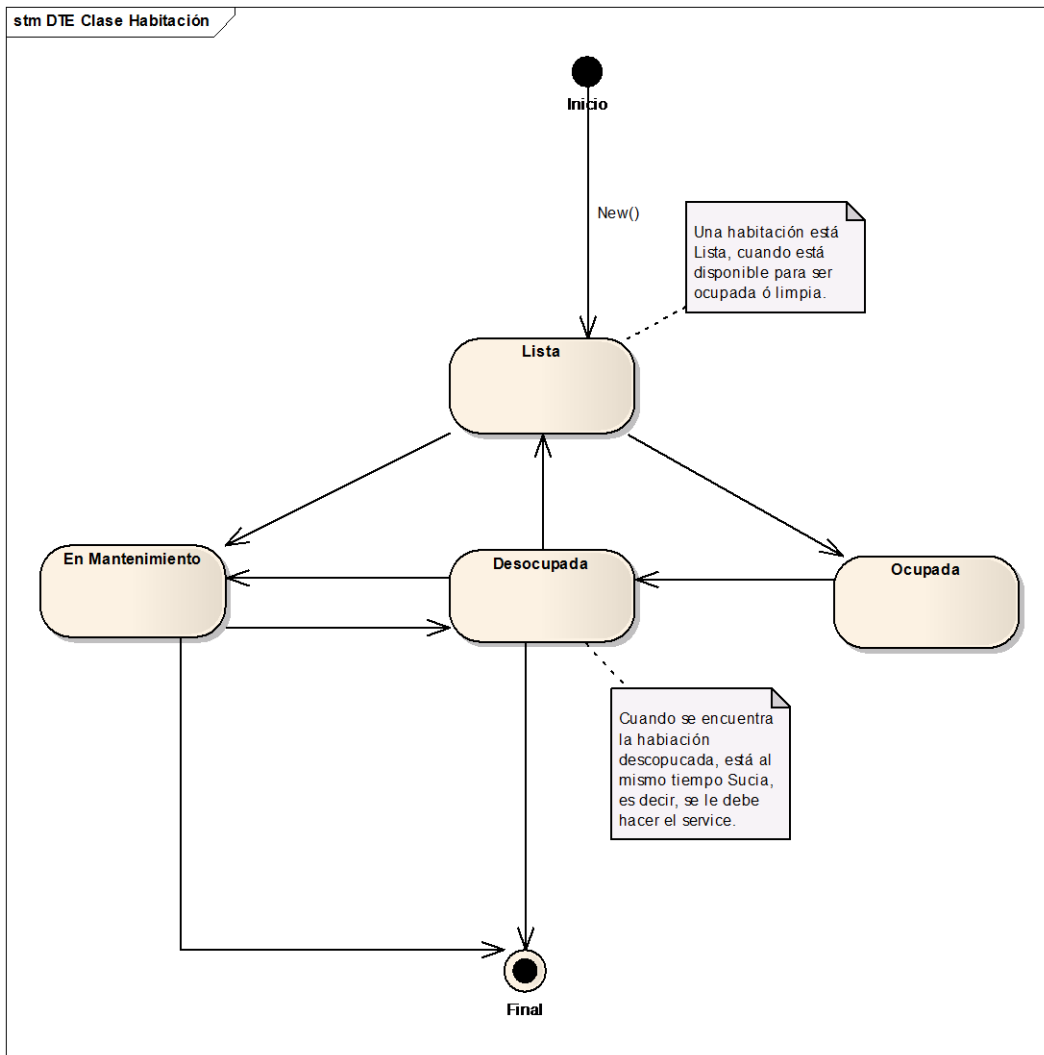 stm DTE Clase Habitación
Inicio
New()
Una habitación está
Lista, cuando está
disponible para ser
ocupada ó limpia.
Lista
En Mantenimiento
Desocupada
Ocupada
Cuando se encuentra
la habiación
descopucada, está al
mismo tiempo Sucia,
es decir, se le debe
hacer el service.
Final